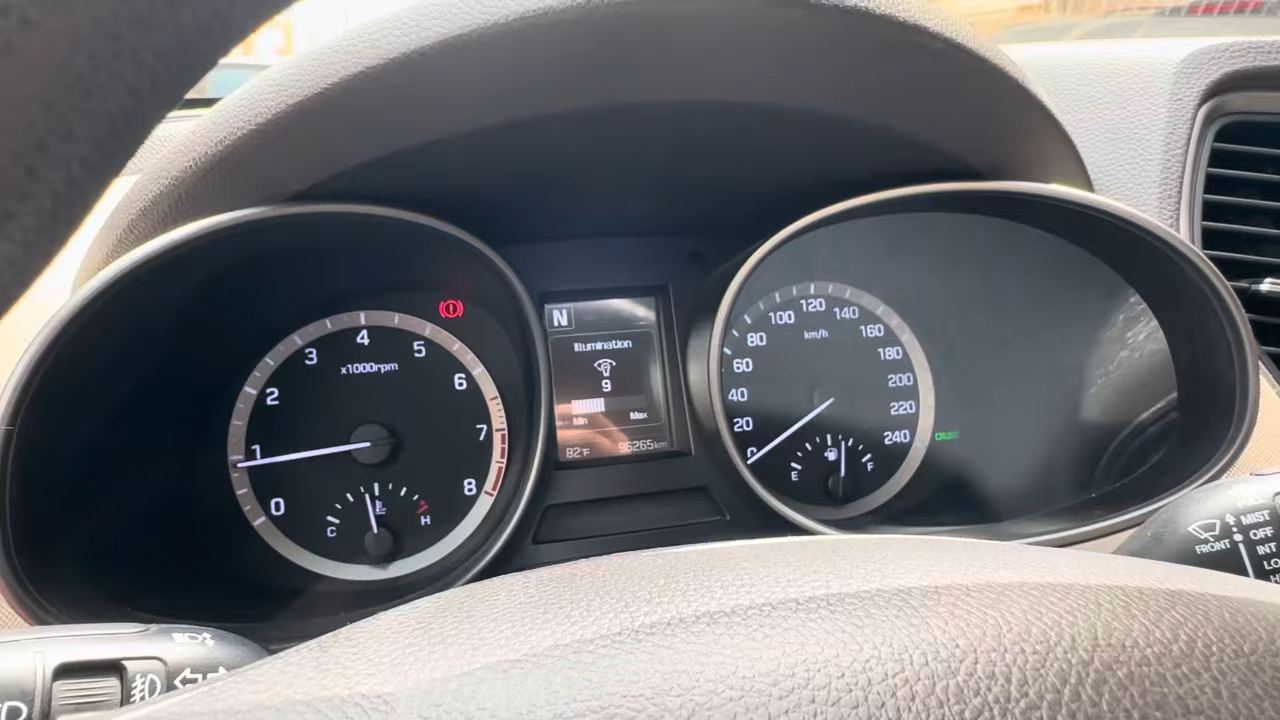 0
1
2
3
4
5
6
7
8
x1000rpm
C
H
N
Illumination
9
Min
Max
82°F
96265km
0
20
40
60
80
100
120
140
160
180
200
220
240
km/h
E
F
FRONT
MIST
OFF
INT
LO